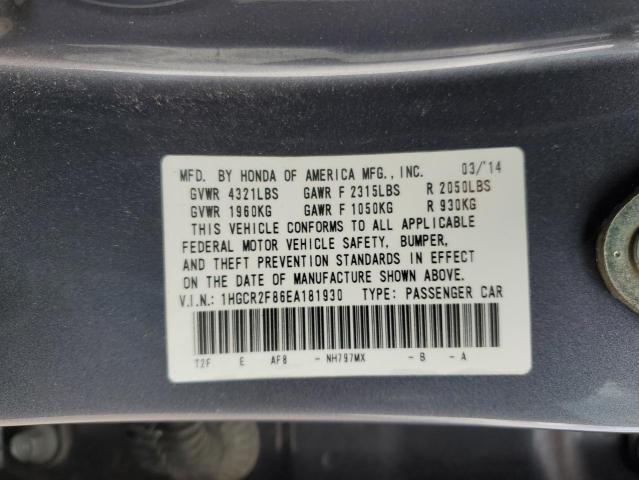 MFD. BY HONDA OF AMERICA MFG., INC. 03/'14
GVWR 4321LBS GAWR F 2315LBS R 2050LBS
GVWR 1960KG GAWR F 1050KG R 930KG
THIS VEHICLE CONFORMS TO ALL APPLICABLE
FEDERAL MOTOR VEHICLE SAFETY, BUMPER,
AND THEFT PREVENTION STANDARDS IN EFFECT
ON THE DATE OF MANUFACTURE SHOWN ABOVE.
V.I.N.: 1HGCR2F86EA181930 TYPE: PASSENGER CAR
T2F E AF8 - NH797MX - B - A